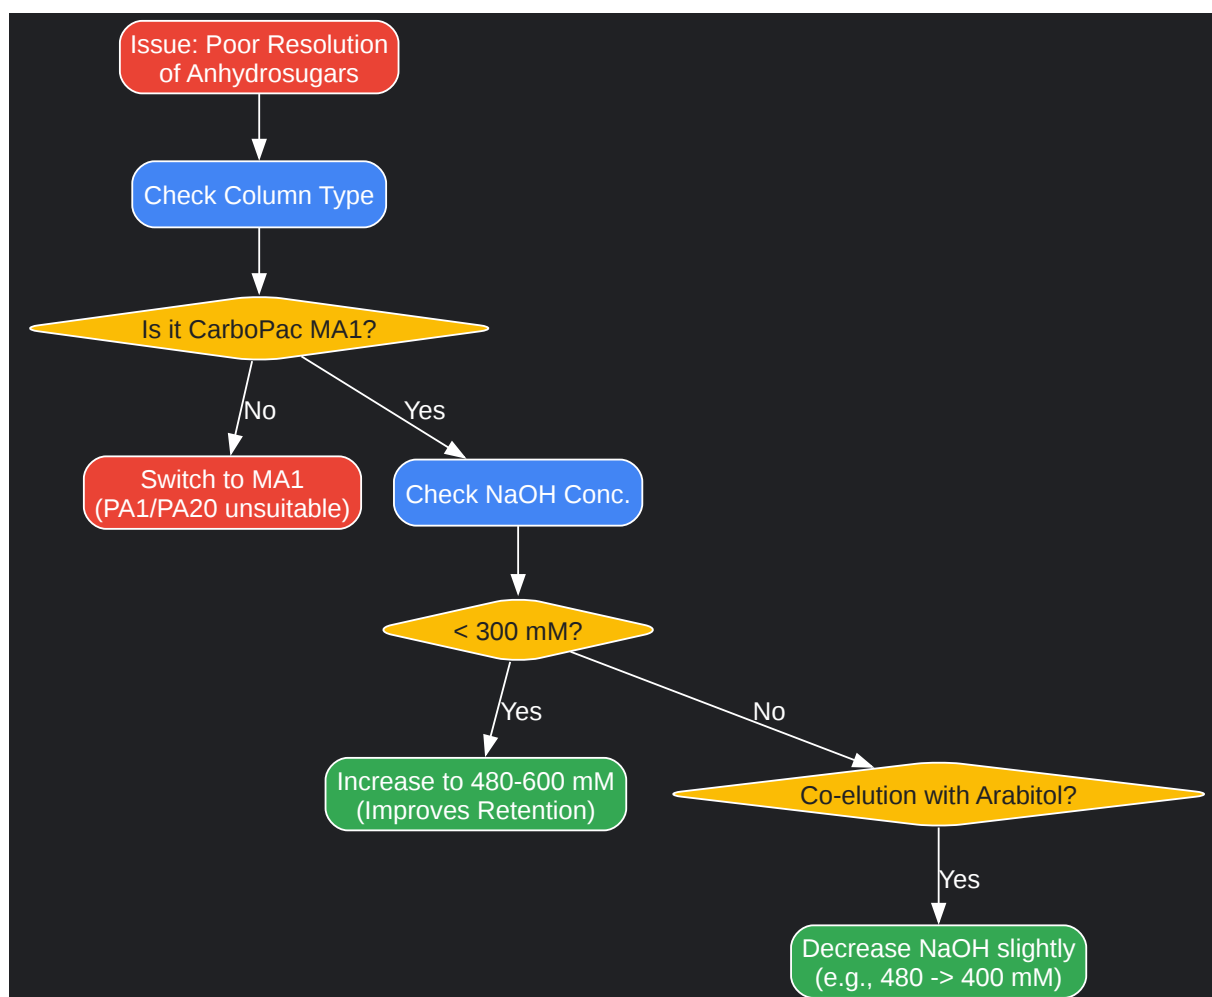 Issue: Poor Resolution
of Anhydrosugars
Check Column Type
Is it CarboPac MA1?
No
Yes
Switch to MA1
(PA1/PA20 unsuitable)
Check NaOH Conc.
< 300 mM?
Yes
No
Increase to 480-600 mM
(Improves Retention)
Co-elution with Arabitol?
Yes
Decrease NaOH slightly
(e.g., 480 -> 400 mM)